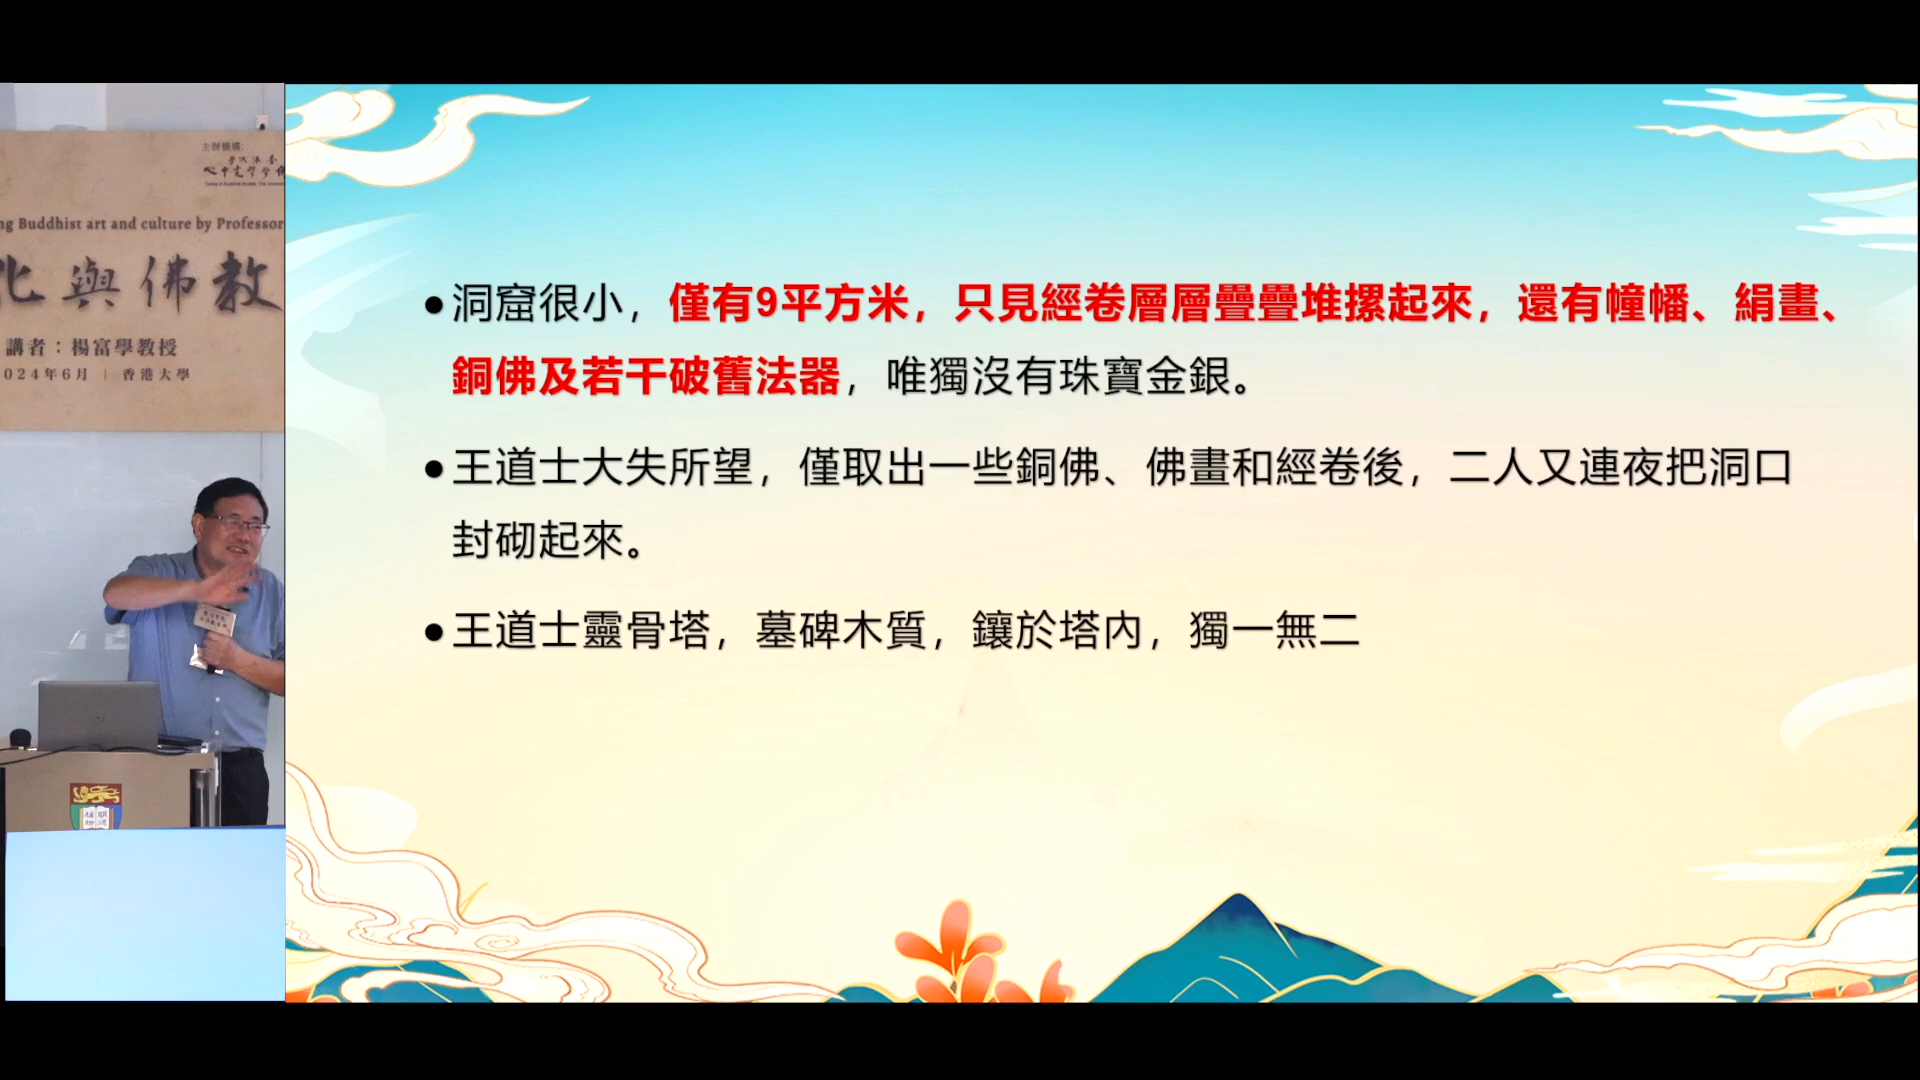 主辦機構:
ng Buddhist art and culture by Professor
化與佛教
講者：楊富學教授
2024年6月 | 香港大學
●洞窟很小，僅有9平方米，只見經卷層層疊疊堆摞起來，還有幢幡、絹畫、
銅佛及若干破舊法器，唯獨沒有珠寶金銀。
●王道士大失所望，僅取出一些銅佛、佛畫和經卷後，二人又連夜把洞口
封砌起來。
●王道士靈骨塔，墓碑木質，鑲於塔內，獨一無二